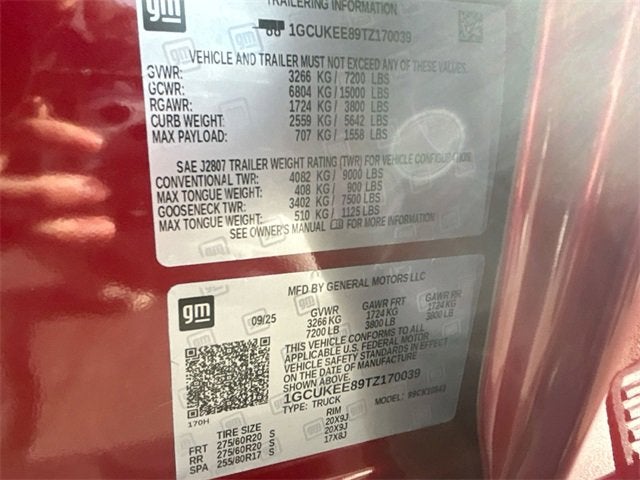 gm
TRAILERING INFORMATION
1GCUKEE89TZ170039
VEHICLE AND TRAILER MUST NOT EXCEED ANY OF THESE VALUES.
GVWR: 3266 KG / 7200 LBS
GCWR: 6804 KG / 15000 LBS
RGAWR: 1724 KG / 3800 LBS
CURB WEIGHT: 2559 KG / 5642 LBS
MAX PAYLOAD: 707 KG / 1558 LBS
SAE J2807 TRAILER WEIGHT RATING (TWR) FOR VEHICLE CONFIGURATION
CONVENTIONAL TWR: 4082 KG / 9000 LBS
MAX TONGUE WEIGHT: 408 KG / 900 LBS
GOOSENECK TWR: 3402 KG / 7500 LBS
MAX TONGUE WEIGHT: 510 KG / 1125 LBS
SEE OWNER'S MANUAL FOR MORE INFORMATION
gm
MFD BY GENERAL MOTORS LLC
09/25
GVWR GAWR FRT GAWR RR
3266 KG 1724 KG 1724 KG
7200 LB 3800 LB 3800 LB
THIS VEHICLE CONFORMS TO ALL
APPLICABLE U.S. FEDERAL MOTOR
VEHICLE SAFETY STANDARDS IN EFFECT
ON THE DATE OF MANUFACTURE
SHOWN ABOVE.
1GCUKEE89TZ170039
TYPE: TRUCK MODEL:
170H
TIRE SIZE RIM
FRT 275/60R20 S 20X9J
RR 275/60R20 S 20X9J
SPA 255/80R17 S 17X8J